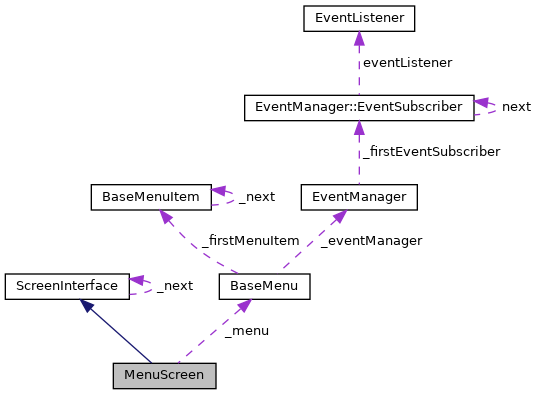 EventListener
eventListener
EventManager::EventSubscriber
next
_firstEventSubscriber
BaseMenuItem
_next
EventManager
_firstMenuItem
_eventManager
ScreenInterface
_next
BaseMenu
_menu
MenuScreen